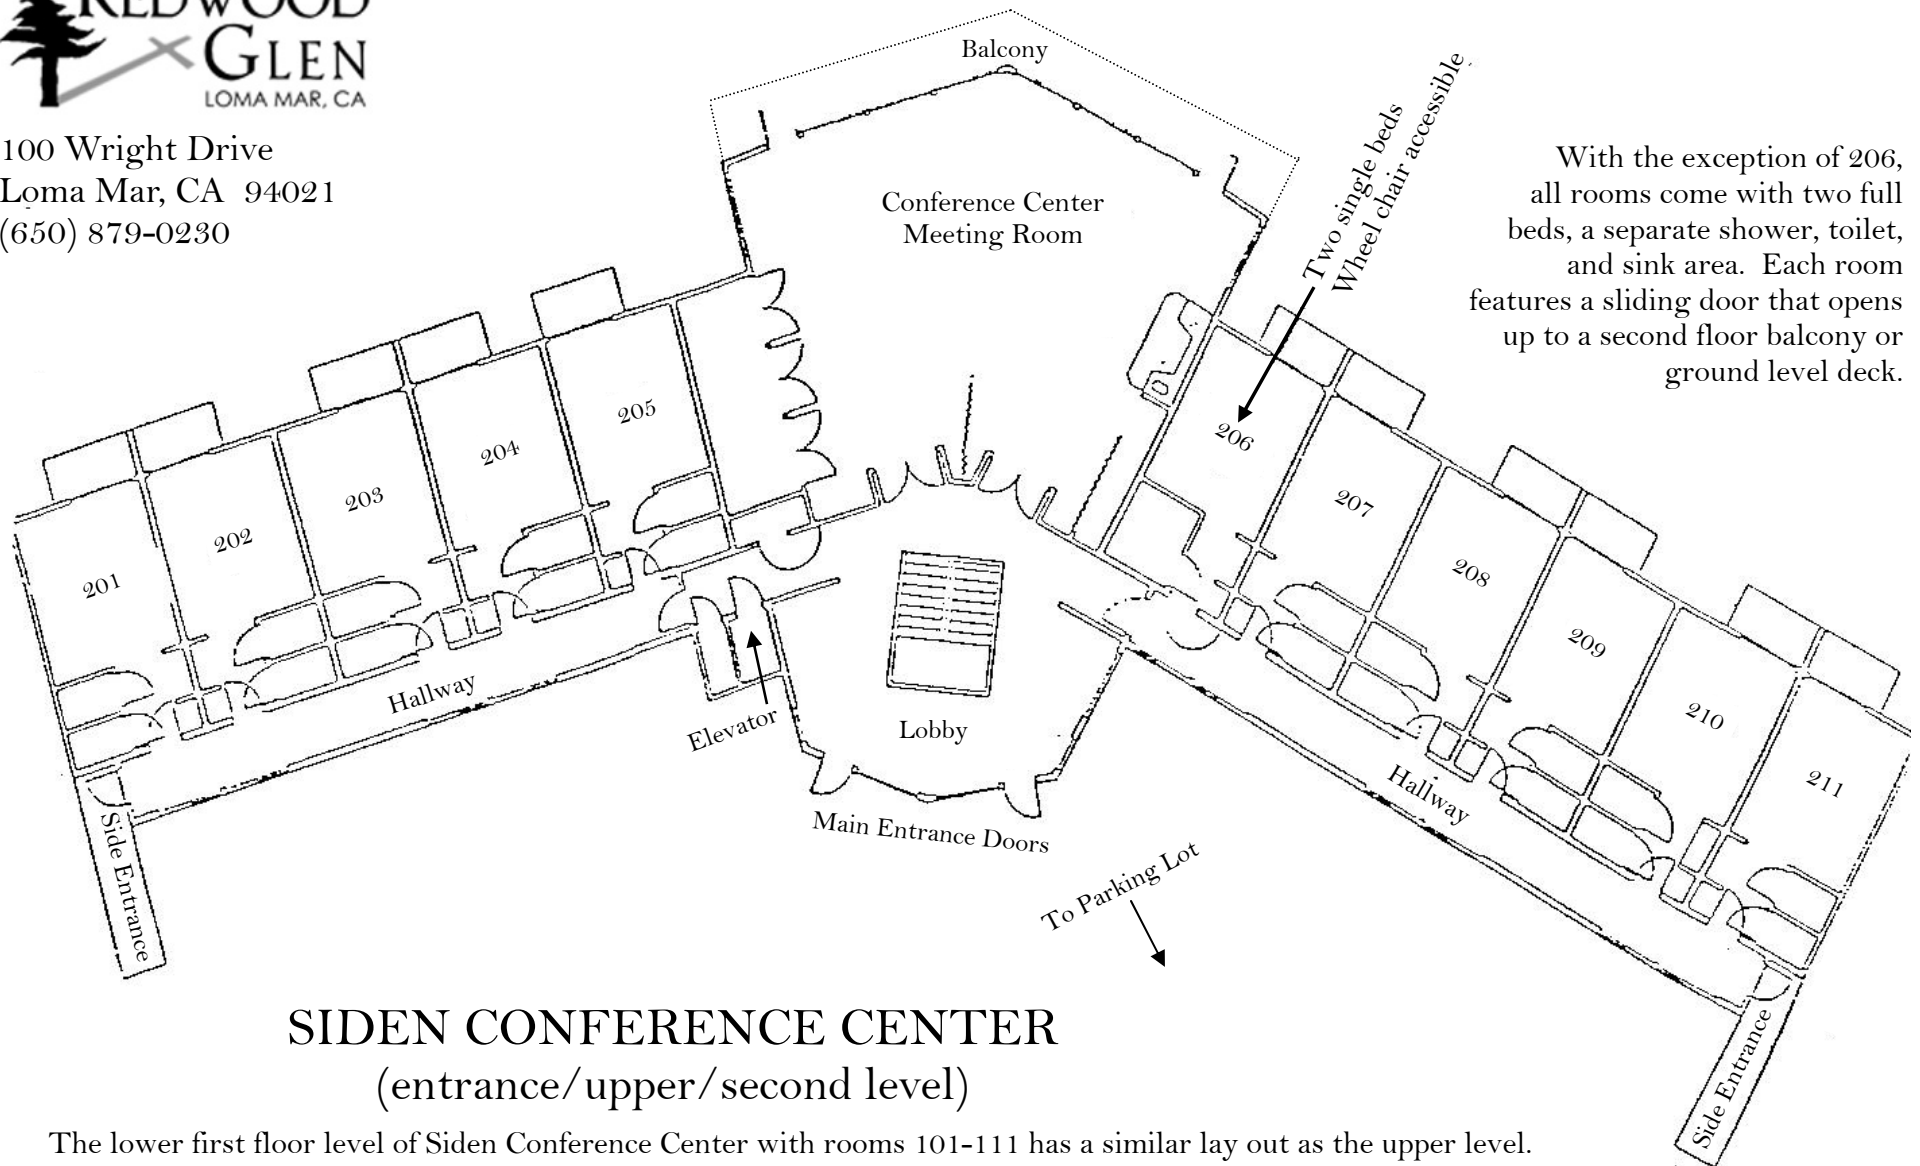 REDWOOD
GLEN
LOMA MAR, CA
100 Wright Drive
Loma Mar, CA  94021
(650) 879-0230
Balcony
Conference Center
Meeting Room
Two single beds
Wheel chair accessible
With the exception of 206,
all rooms come with two full
beds, a separate shower, toilet,
and sink area.  Each room
features a sliding door that opens
up to a second floor balcony or
ground level deck.
201
202
203
204
205
206
207
208
209
210
211
Hallway
Elevator
Lobby
Hallway
Main Entrance Doors
Side Entrance
To Parking Lot
Side Entrance
SIDEN CONFERENCE CENTER
(entrance/upper/second level)
The lower first floor level of Siden Conference Center with rooms 101-111 has a similar lay out as the upper level.